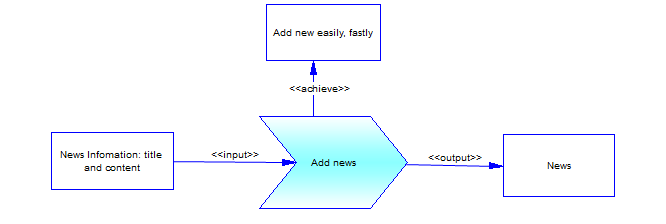 Add new easily, fastly
<<achieve>>
News Infomation: title
and content
<<input>>
Add news
<<output>>
News